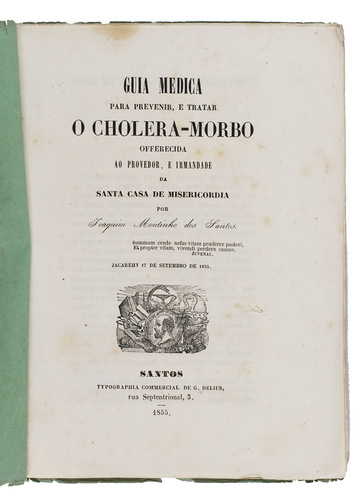 GUIA MEDICA
PARA PREVENIR, E TRATAR
O CHOLERA-MORBO
OFFERECIDA
AO PROVEDOR, E IRMANDADE
DA
SANTA CASA DE MISERICORDIA
POR
Joaquim Moutinho dos Santos.
Summum crede nefas vitam præferre pudori,
Et propter vitam, vivendi perdere causas.
JUVENAL.
JACAREHY 17 DE SETEMBRO DE 1855.
SANTOS
TYPOGRAPHIA COMMERCIAL DE G. DELIUS,
rua Septentrional, 3.
1855.